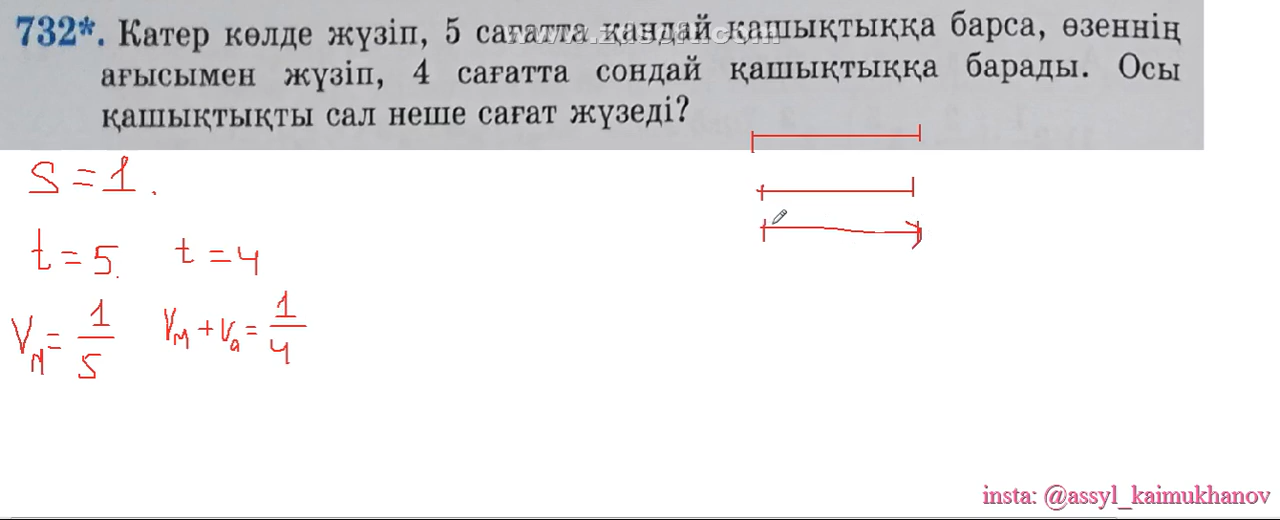 732*. Катер көлде жүзіп, 5 сағатта қандай қашықтыққа барса, өзеннің
ағысымен жүзіп, 4 сағатта сондай қашықтыққа барады. Осы
қашықтықты сал неше сағат жүзеді?
S = 1.
t = 5. t = 4
Vм = 1/5 Vм + Vа = 1/4
insta: @assyl_kaimukhanov